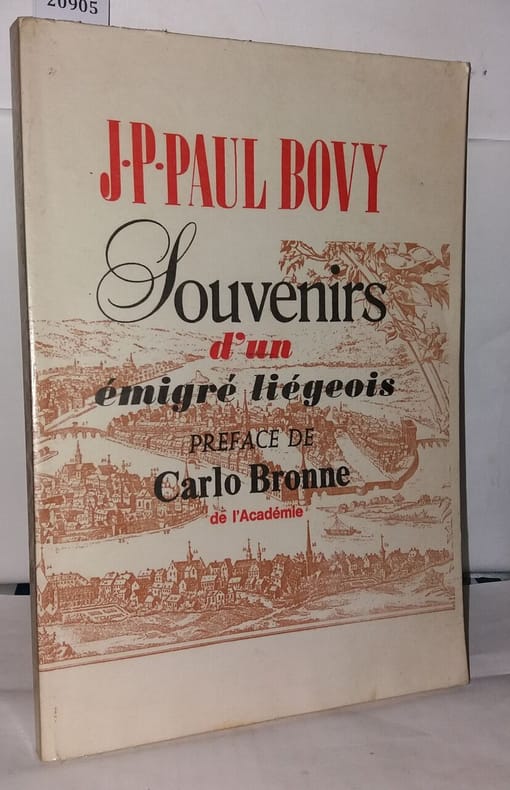 20905
J·P·PAUL BOVY
Souvenirs
d'un
émigré liégeois
PREFACE DE
Carlo Bronne
de l'Académie